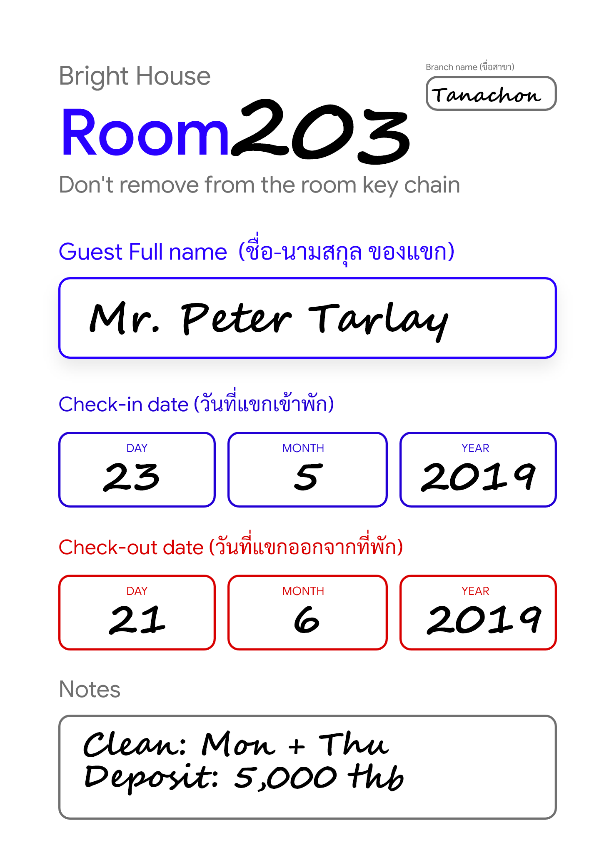 Bright House
Branch name (ชื่อสาขา)
Tanachon
Room 203
Don't remove from the room key chain
Guest Full name (ชื่อ-นามสกุล ของแขก)
Mr. Peter Tarlay
Check-in date (วันที่แขกเข้าพัก)
DAY MONTH YEAR
23 5 2019
Check-out date (วันที่แขกออกจากที่พัก)
DAY MONTH YEAR
21 6 2019
Notes
Clean: Mon + Thu
Deposit: 5,000 thb